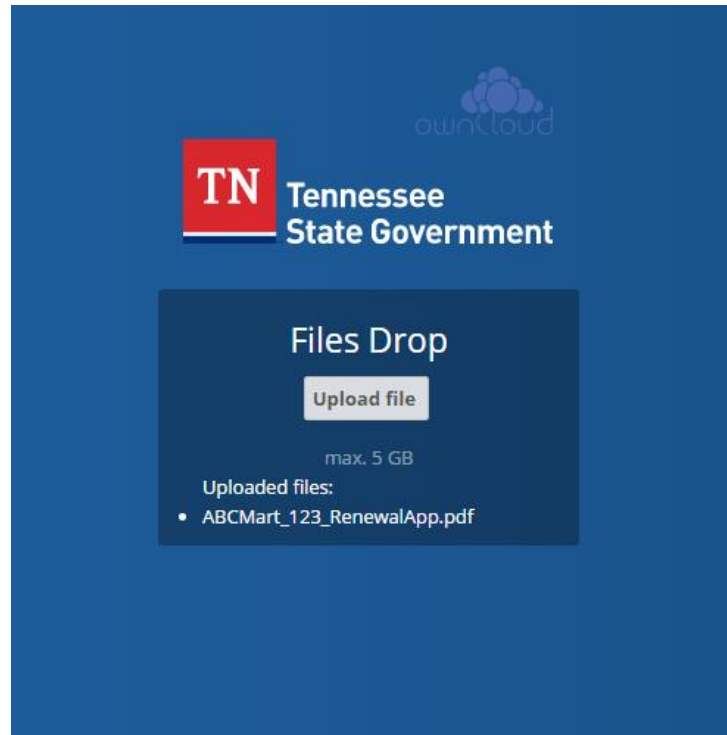 ownCloud
TN
Tennessee
State Government
Files Drop
Upload file
max. 5 GB
Uploaded files:
• ABCMart_123_RenewalApp.pdf